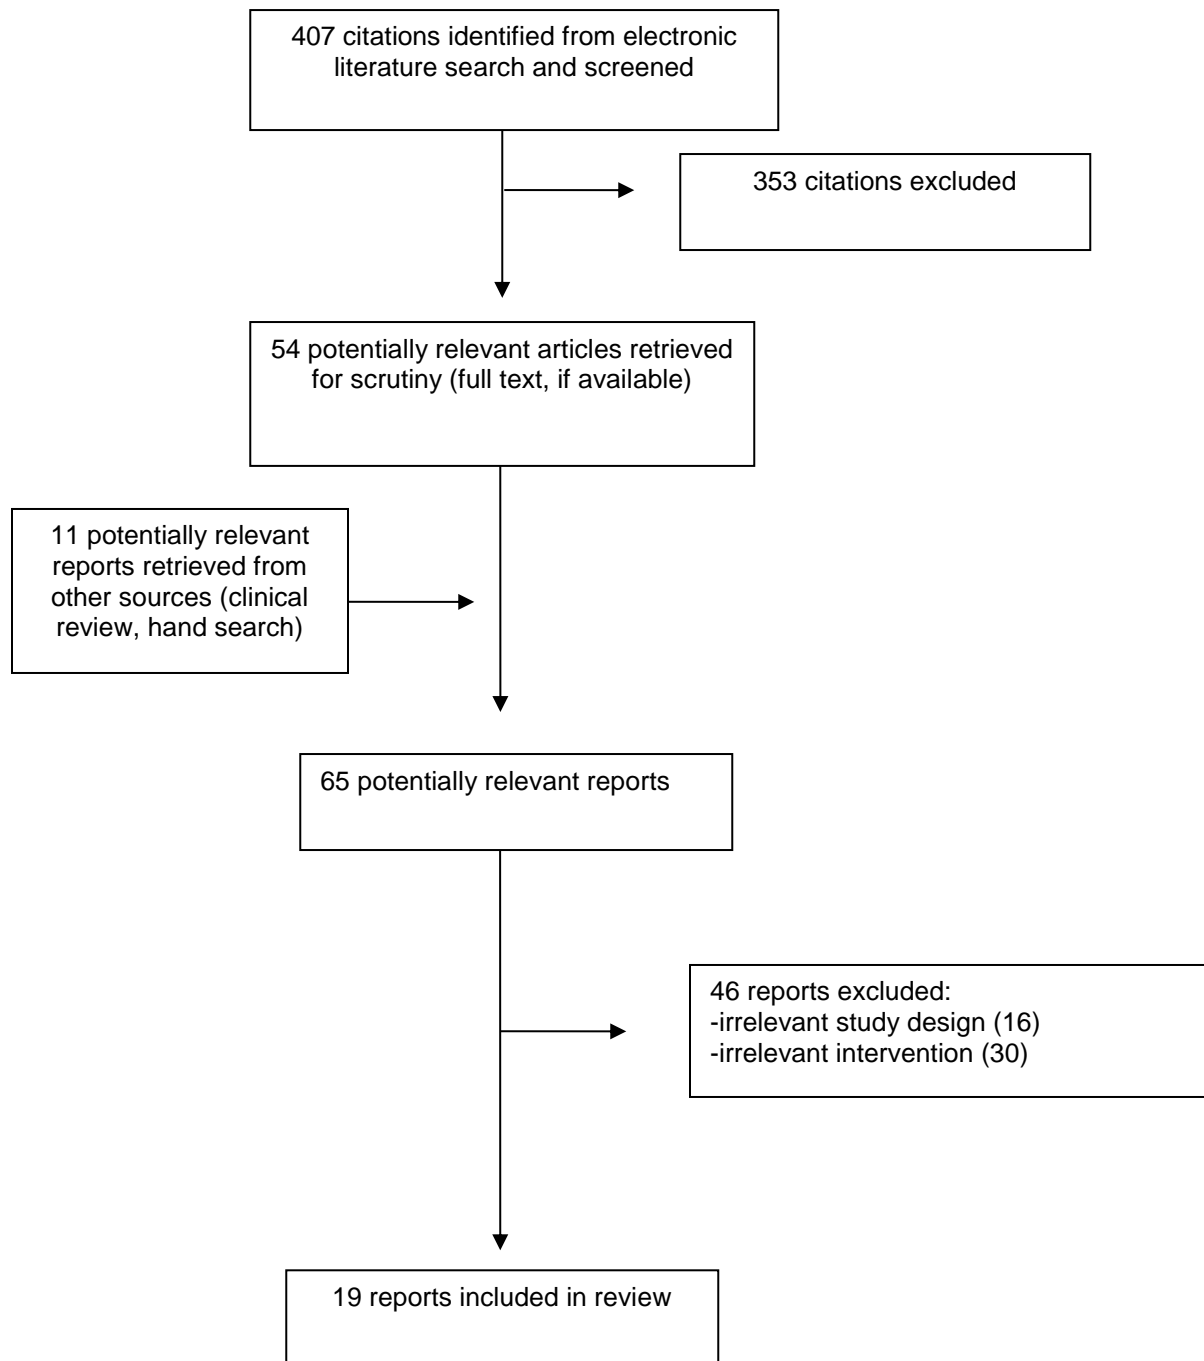 407 citations identified from electronic
literature search and screened
353 citations excluded
54 potentially relevant articles retrieved
for scrutiny (full text, if available)
11 potentially relevant
reports retrieved from
other sources (clinical
review, hand search)
65 potentially relevant reports
46 reports excluded:
-irrelevant study design (16)
-irrelevant intervention (30)
19 reports included in review